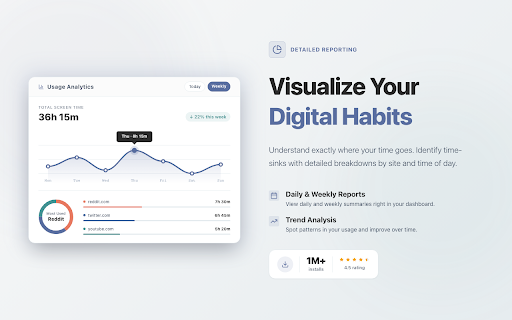 Usage Analytics
Today
Weekly
TOTAL SCREEN TIME
36h 15m
↓ 22% this week
Thu · 8h 15m
Mon Tue Wed Thu Fri Sat Sun
Most Used
Reddit
reddit.com 7h 30m
twitter.com 6h 45m
youtube.com 5h 20m
DETAILED REPORTING
Visualize Your
Digital Habits
Understand exactly where your time goes. Identify time-
sinks with detailed breakdowns by site and time of day.
Daily & Weekly Reports
View daily and weekly summaries right in your dashboard.
Trend Analysis
Spot patterns in your usage and improve over time.
1M+
Installs
4.5 rating